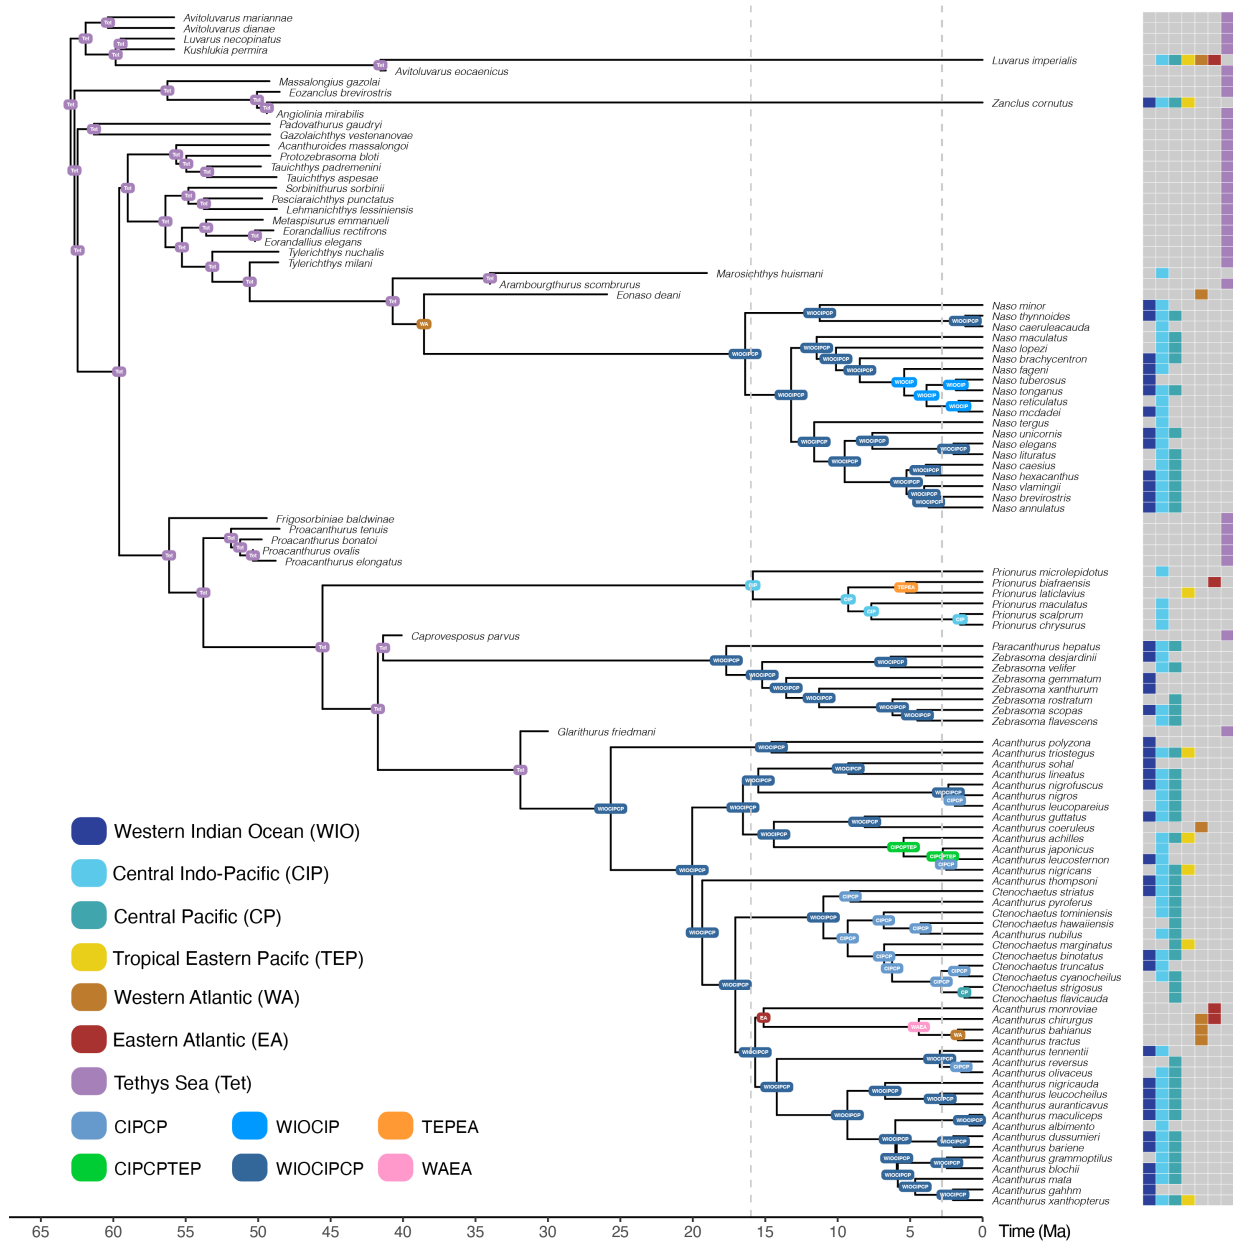 Avitoluvarus mariannae
Avitoluvarus dianae
Luvarus necopinatus
Kushlukia permira
Luvarus imperialis
Avitoluvarus eocaenicus
Massalongius gazolai
Eozanclus brevirostris
Zanclus cornutus
Angiolinia mirabilis
Padovathurus gaudryi
Gazolaichthys vestenanovae
Acanthuroides massalongoi
Protozebrasoma bloti
Tauichthys padremenini
Tauichthys aspesae
Sorbinithurus sorbinii
Pesciaraichthys punctatus
Lehmanichthys lessiniensis
Metaspisurus emmanueli
Eorandallius rectifrons
Eorandallius elegans
Tylerichthys nuchalis
Tylerichthys milani
Marosichthys huismani
Arambourgthurus scombrurus
Eonaso deani
Naso minor
Naso thynnoides
Naso caeruleacauda
Naso maculatus
Naso lopezi
Naso brachycentron
Naso fageni
Naso tuberosus
Naso tonganus
Naso reticulatus
Naso mcdadei
Naso tergus
Naso unicornis
Naso elegans
Naso lituratus
Naso caesius
Naso hexacanthus
Naso vlamingii
Naso brevirostris
Naso annulatus
Frigosorbiniae baldwinae
Proacanthurus tenuis
Proacanthurus bonatoi
Proacanthurus ovalis
Proacanthurus elongatus
Prionurus microlepidotus
Prionurus biafraensis
Prionurus laticlavius
Prionurus maculatus
Prionurus scalprum
Prionurus chrysurus
Caprovesposus parvus
Paracanthurus hepatus
Zebrasoma desjardinii
Zebrasoma velifer
Zebrasoma gemmatum
Zebrasoma xanthurum
Zebrasoma rostratum
Zebrasoma scopas
Zebrasoma flavescens
Glarithurus friedmani
Acanthurus polyzona
Acanthurus triostegus
Acanthurus sohal
Acanthurus lineatus
Acanthurus nigrofuscus
Acanthurus nigros
Acanthurus leucopareius
Acanthurus guttatus
Acanthurus coeruleus
Acanthurus achilles
Acanthurus japonicus
Acanthurus leucosternon
Acanthurus nigricans
Acanthurus thompsoni
Ctenochaetus striatus
Acanthurus pyroferus
Ctenochaetus tominiensis
Ctenochaetus hawaiiensis
Acanthurus nubilus
Ctenochaetus marginatus
Ctenochaetus binotatus
Ctenochaetus truncatus
Ctenochaetus cyanocheilus
Ctenochaetus strigosus
Ctenochaetus flavicauda
Acanthurus monroviae
Acanthurus chirurgus
Acanthurus bahianus
Acanthurus tractus
Acanthurus tennentii
Acanthurus reversus
Acanthurus olivaceus
Acanthurus nigricauda
Acanthurus leucocheilus
Acanthurus auranticavus
Acanthurus maculiceps
Acanthurus albimento
Acanthurus dussumieri
Acanthurus bariene
Acanthurus grammoptilus
Acanthurus blochii
Acanthurus mata
Acanthurus gahhm
Acanthurus xanthopterus
Western Indian Ocean (WIO)
Central Indo-Pacific (CIP)
Central Pacific (CP)
Tropical Eastern Pacifc (TEP)
Western Atlantic (WA)
Eastern Atlantic (EA)
Tethys Sea (Tet)
CIPCP WIOCIP TEPEA
CIPCPTEP WIOCIPCP WAEA
65 60 55 50 45 40 35 30 25 20 15 10 5 0 Time (Ma)